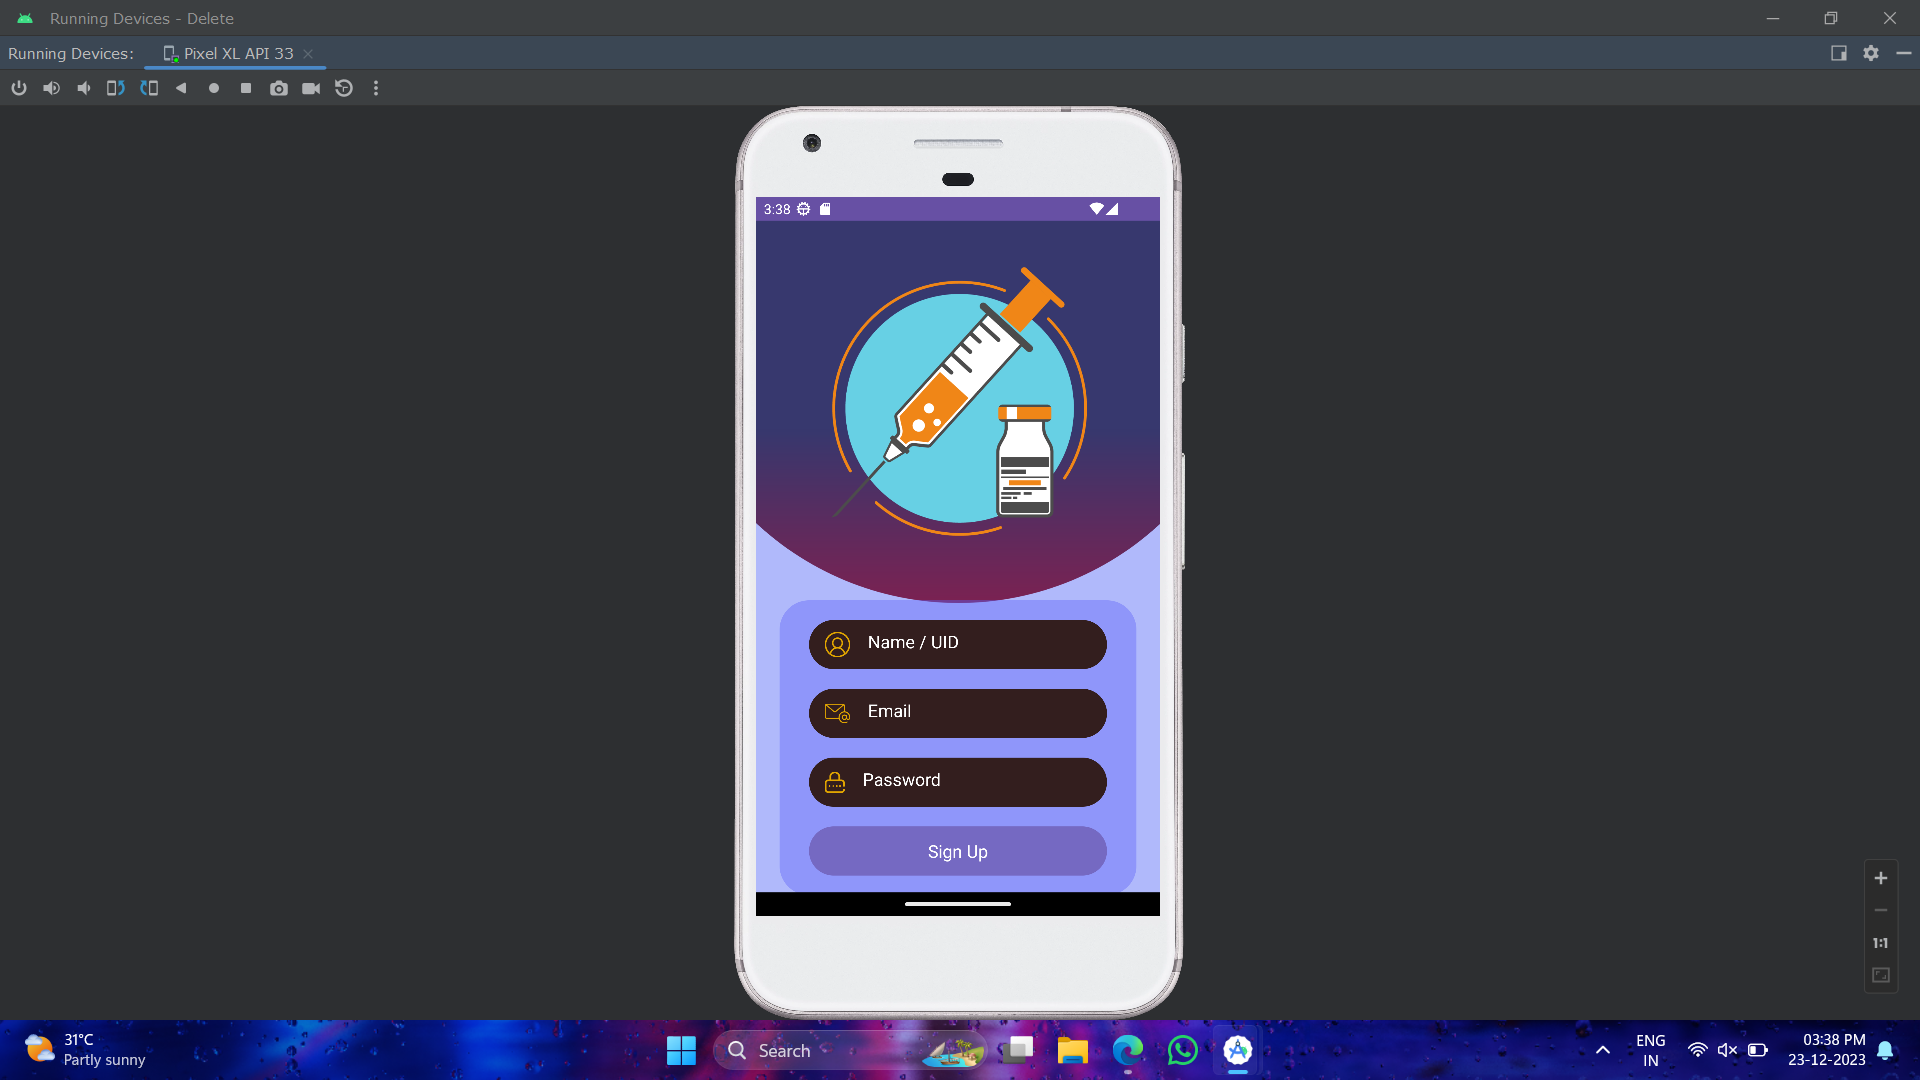 Running Devices - Delete
Running Devices:
Pixel XL API 33
3:38
Name / UID
Email
Password
Sign Up
1:1
31°C
Partly sunny
Search
ENG
IN
03:38 PM
23-12-2023